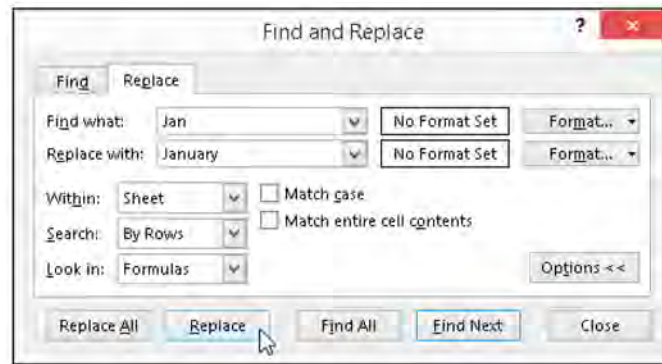 Find and Replace ?
Find Replace
Find what: Jan No Format Set Format...
Replace with: January No Format Set Format...
Within: Sheet Match case
Search: By Rows Match entire cell contents
Look in: Formulas Options <<
Replace All Replace Find All Find Next Close